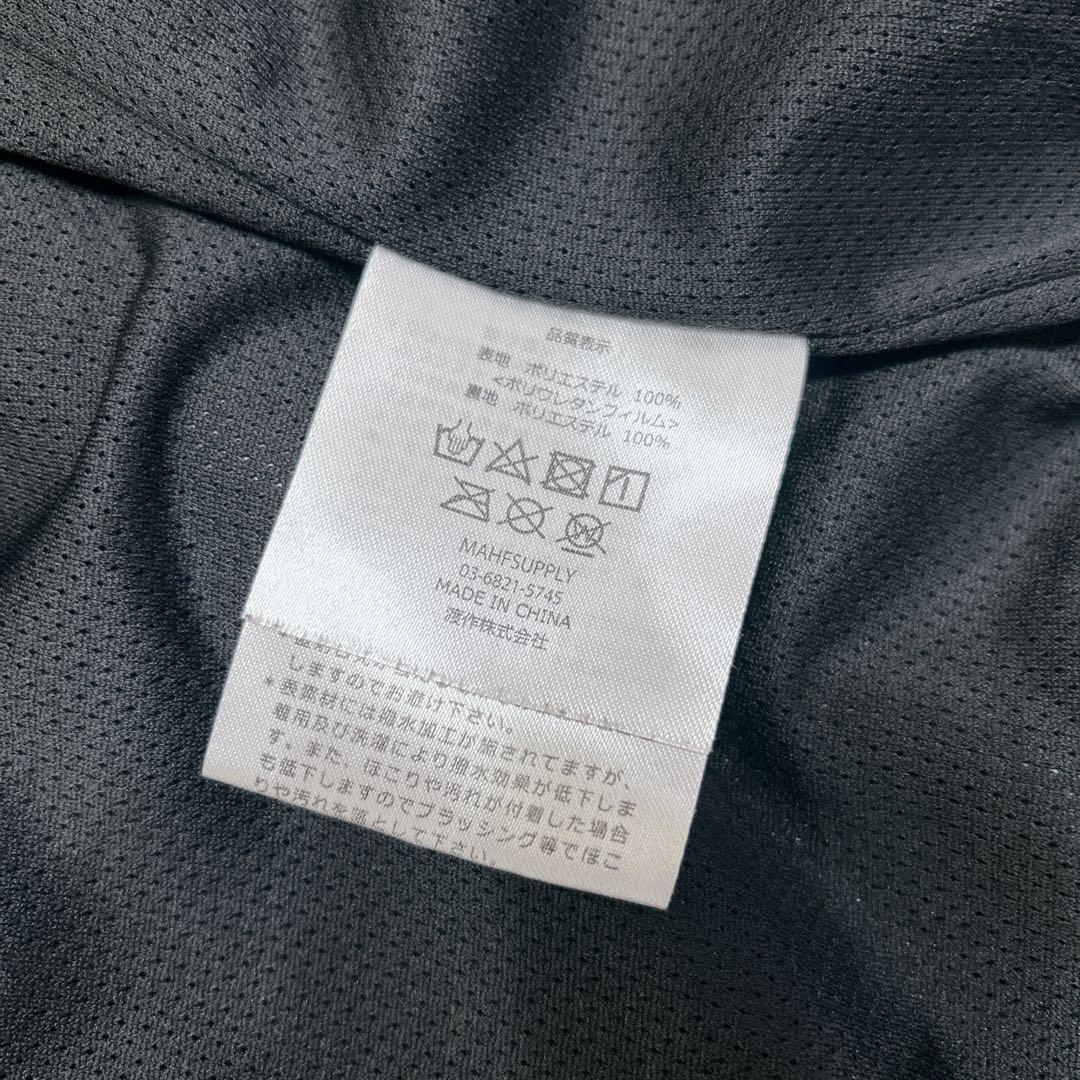 品質表示
表地 ポリエステル 100%
<ポリウレタンフィルム>
裏地 ポリエステル 100%
MAHFSUPPLY
03-6821-5745
MADE IN CHINA
渡作株式会社
しますのでお避け下さい。
*表素材には撥水加工が施されてますが、
着用及び洗濯により撥水効果が低下しま
す。また、ほこりや汚れが付着した場合
も低下しますのでブラッシング等でほこ
りや汚れを落として下さい。